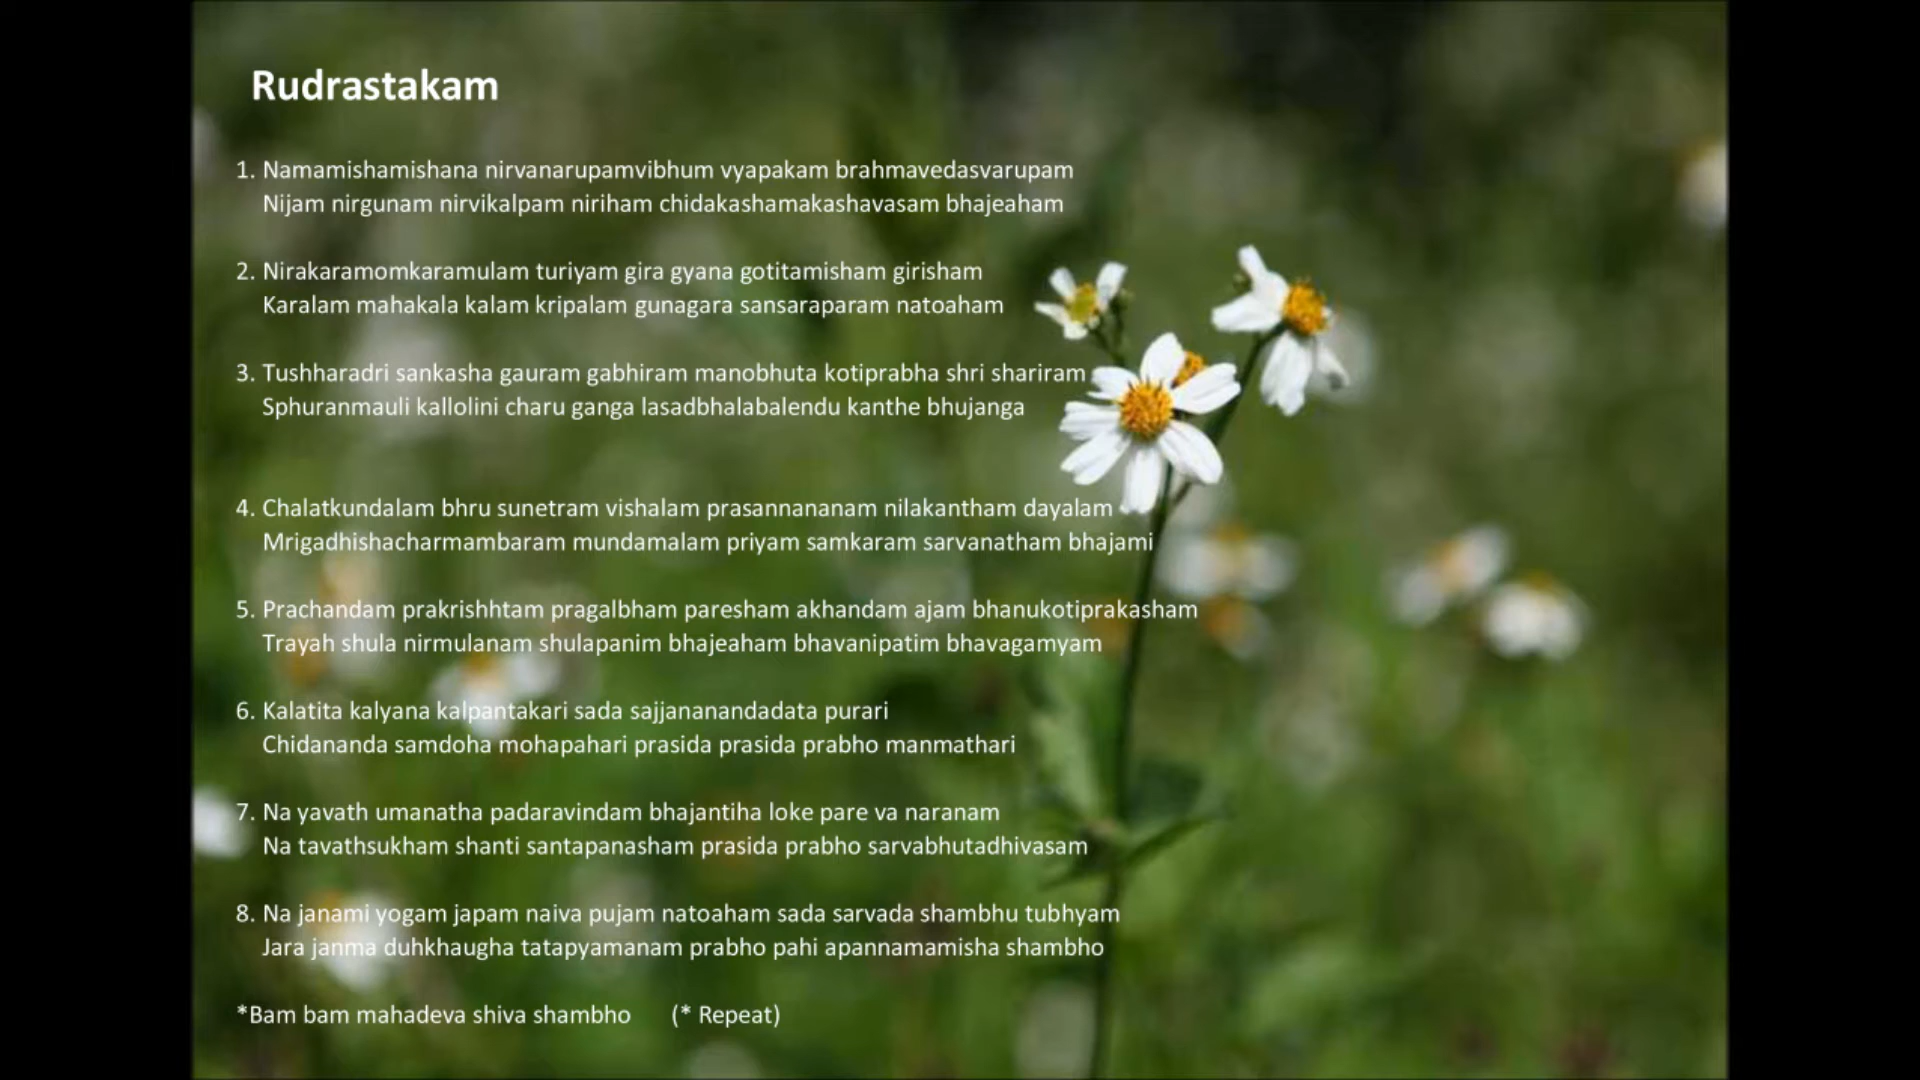 Rudrastakam
1. Namamishamishana nirvanarupamvibhum vyapakam brahmavedasvarupam
Nijam nirgunam nirvikalpam niriham chidakashamakashavasam bhajeaham
2. Nirakaramomkaramulam turiyam gira gyana gotitamisham girisham
Karalam mahakala kalam kripalam gunagara sansaraparam natoaham
3. Tushharadri sankasha gauram gabhiram manobhuta kotiprabha shri shariram
Sphuranmauli kallolini charu ganga lasadbhalabalendu kanthe bhujanga
4. Chalatkundalam bhru sunetram vishalam prasannananam nilakantham dayalam
Mrigadhishacharmambaram mundamalam priyam samkaram sarvanatham bhajami
5. Prachandam prakrishhtam pragalbham paresham akhandam ajam bhanukotiprakasham
Trayah shula nirmulanam shulapanim bhajeaham bhavanipatim bhavagamyam
6. Kalatita kalyana kalpantakari sada sajjananandadata purari
Chidananda samdoha mohapahari prasida prasida prabho manmathari
7. Na yavath umanatha padaravindam bhajantiha loke pare va naranam
Na tavathsukham shanti santapanasham prasida prabho sarvabhutadhivasam
8. Na janami yogam japam naiva pujam natoaham sada sarvada shambhu tubhyam
Jara janma duhkhaugha tatapyamanam prabho pahi apannamamisha shambho
*Bam bam mahadeva shiva shambho (* Repeat)